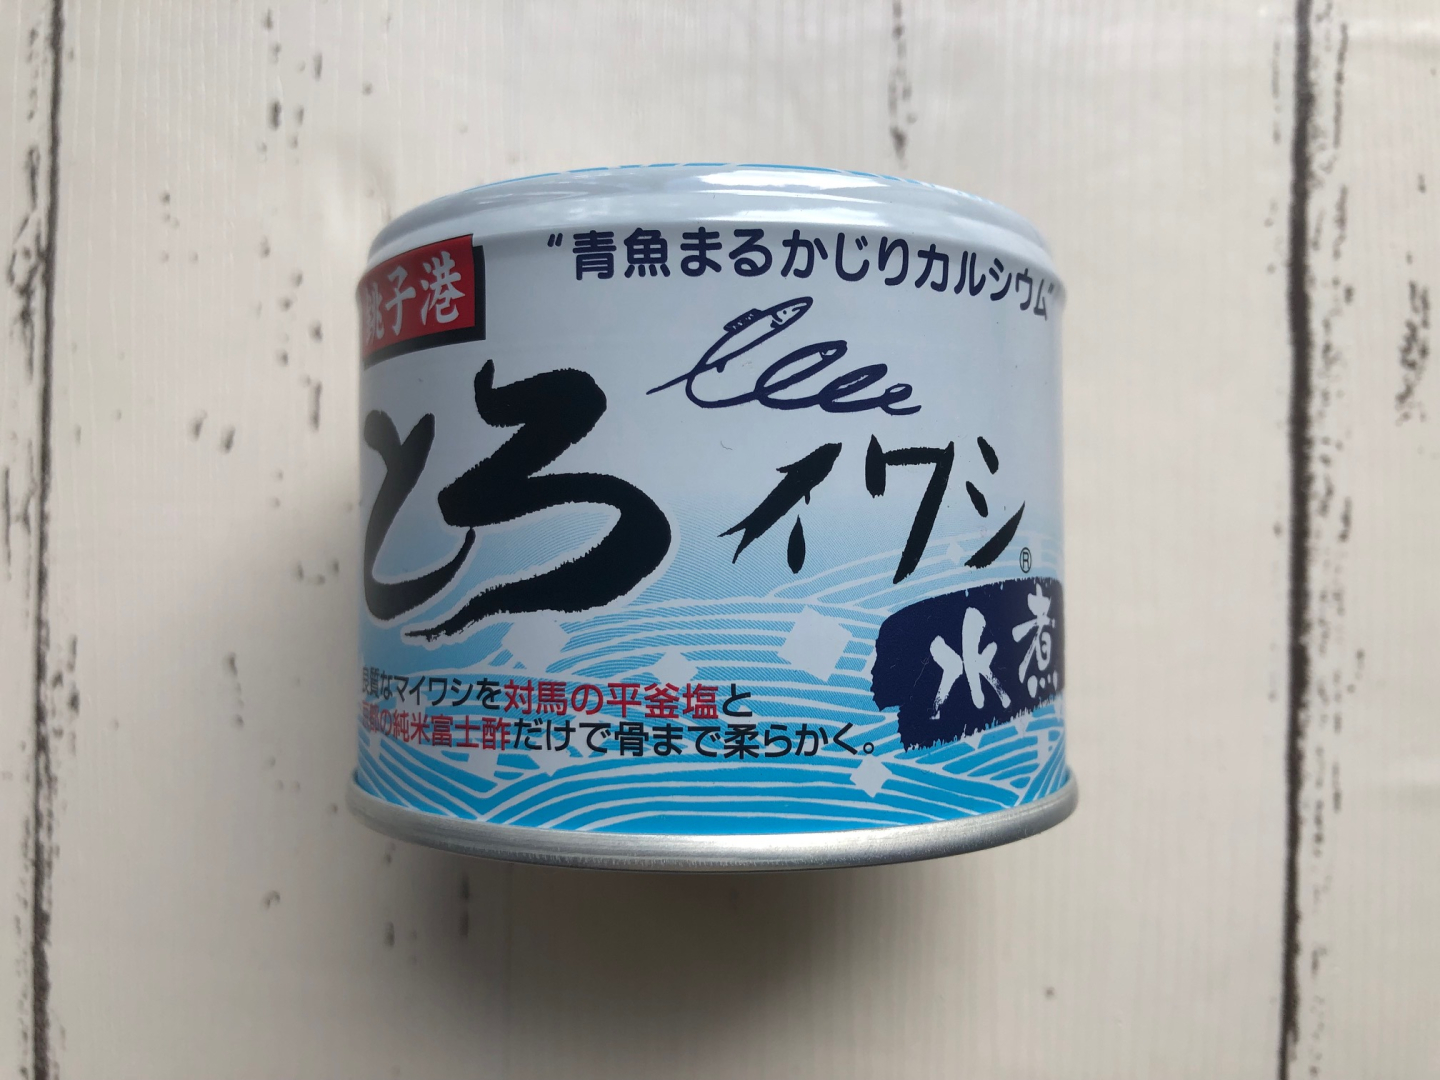 銚子港
“青魚まるかじりカルシウム”
とろイワシ®
水煮
良質なマイワシを対馬の平釜塩と
京都の純米富士酢だけで骨まで柔らかく。